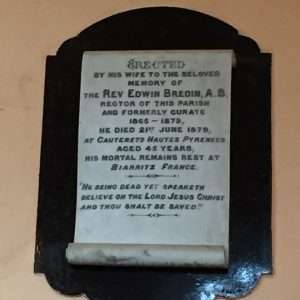 ERECTED
BY HIS WIFE TO THE BELOVED
MEMORY OF
THE REV EDWIN BREDIN, A.B.
RECTOR OF THIS PARISH
AND FORMERLY CURATE
1865 – 1879,
HE DIED 21ST JUNE 1879,
AT CAUTERETS HAUTES PYRENEES
AGED 45 YEARS,
HIS MORTAL REMAINS REST AT
BIARRITZ FRANCE.
"HE BEING DEAD YET SPEAKETH
BELIEVE ON THE LORD JESUS CHRIST
AND THOU SHALT BE SAVED."